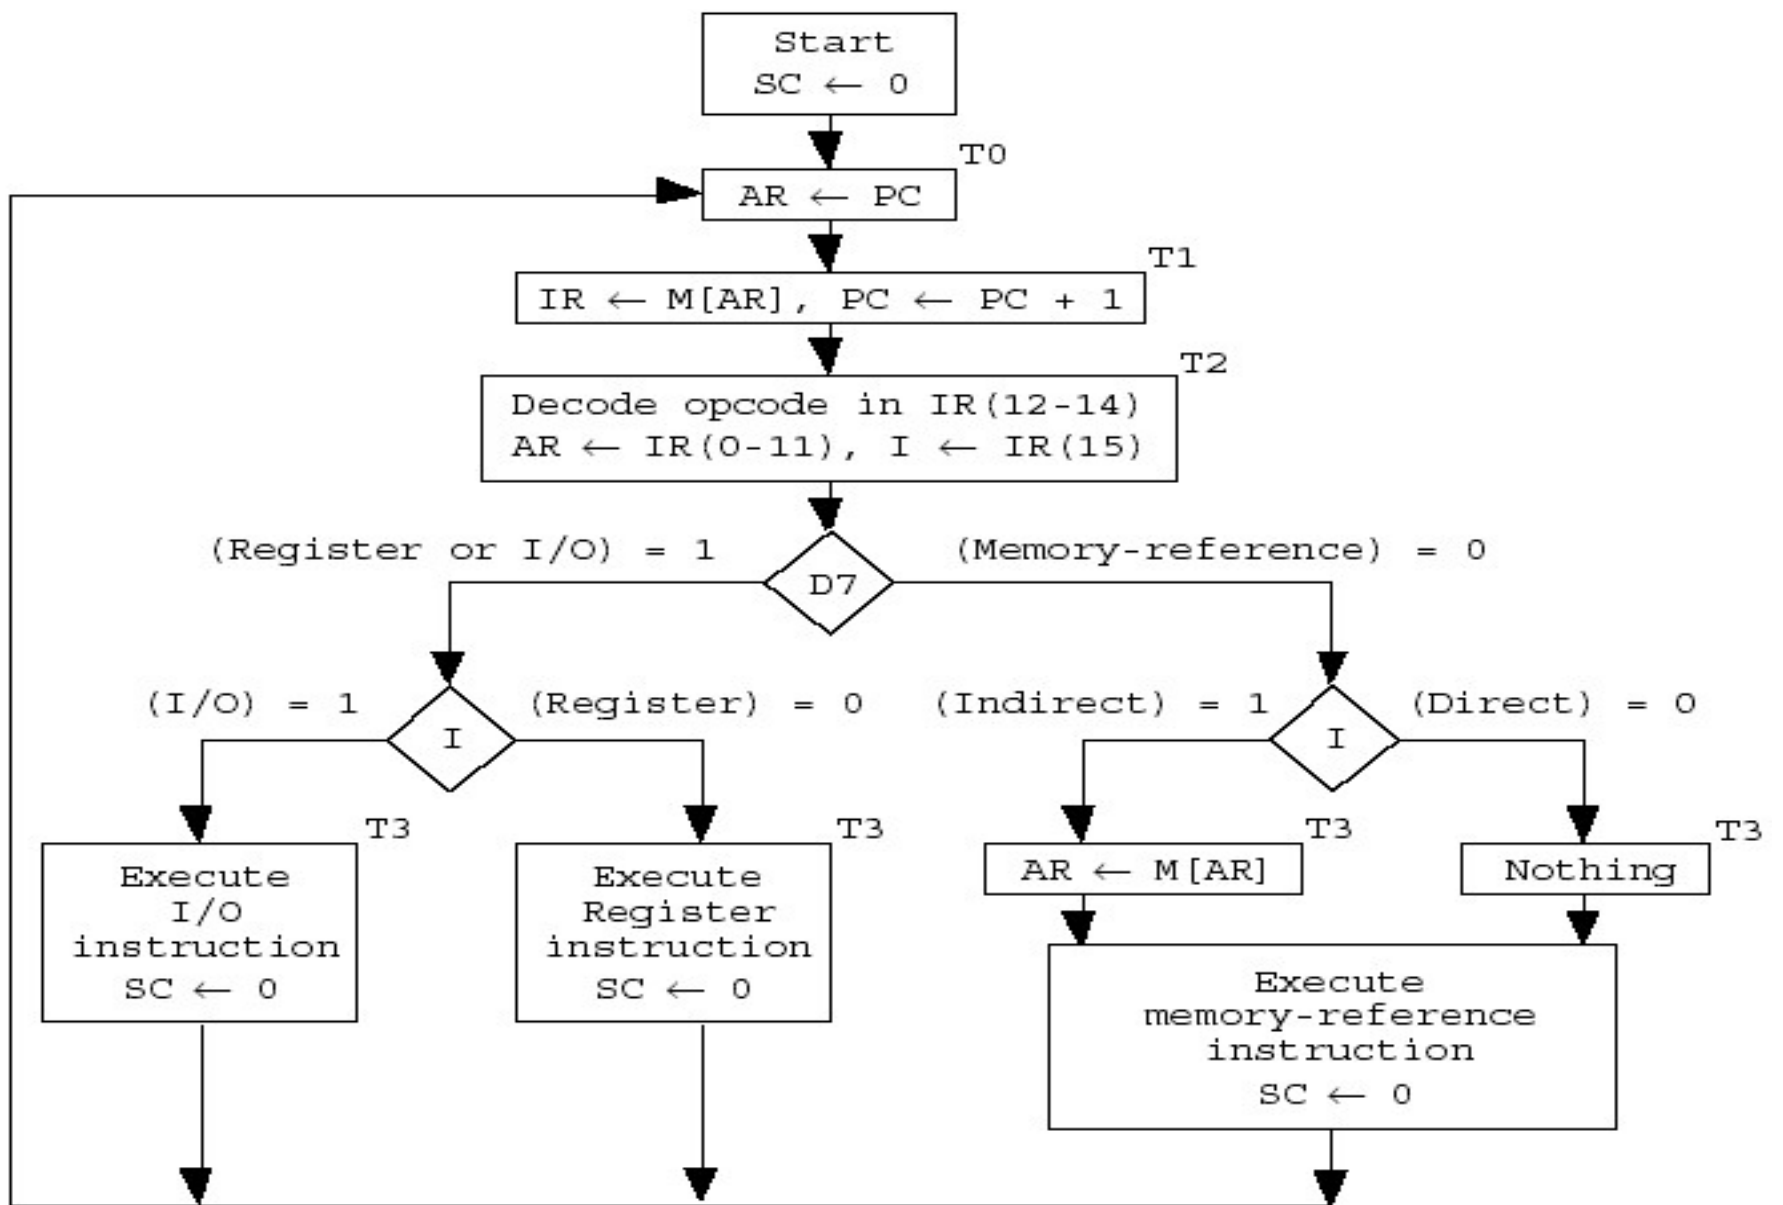 Start
SC ← 0
T0
AR ← PC
T1
IR ← M[AR], PC ← PC + 1
T2
Decode opcode in IR(12-14)
AR ← IR(0-11), I ← IR(15)
(Register or I/O) = 1
(Memory-reference) = 0
D7
(I/O) = 1
(Register) = 0
(Indirect) = 1
(Direct) = 0
I
I
T3
T3
T3
T3
Execute
I/O
instruction
SC ← 0
Execute
Register
instruction
SC ← 0
AR ← M[AR]
Nothing
Execute
memory-reference
instruction
SC ← 0